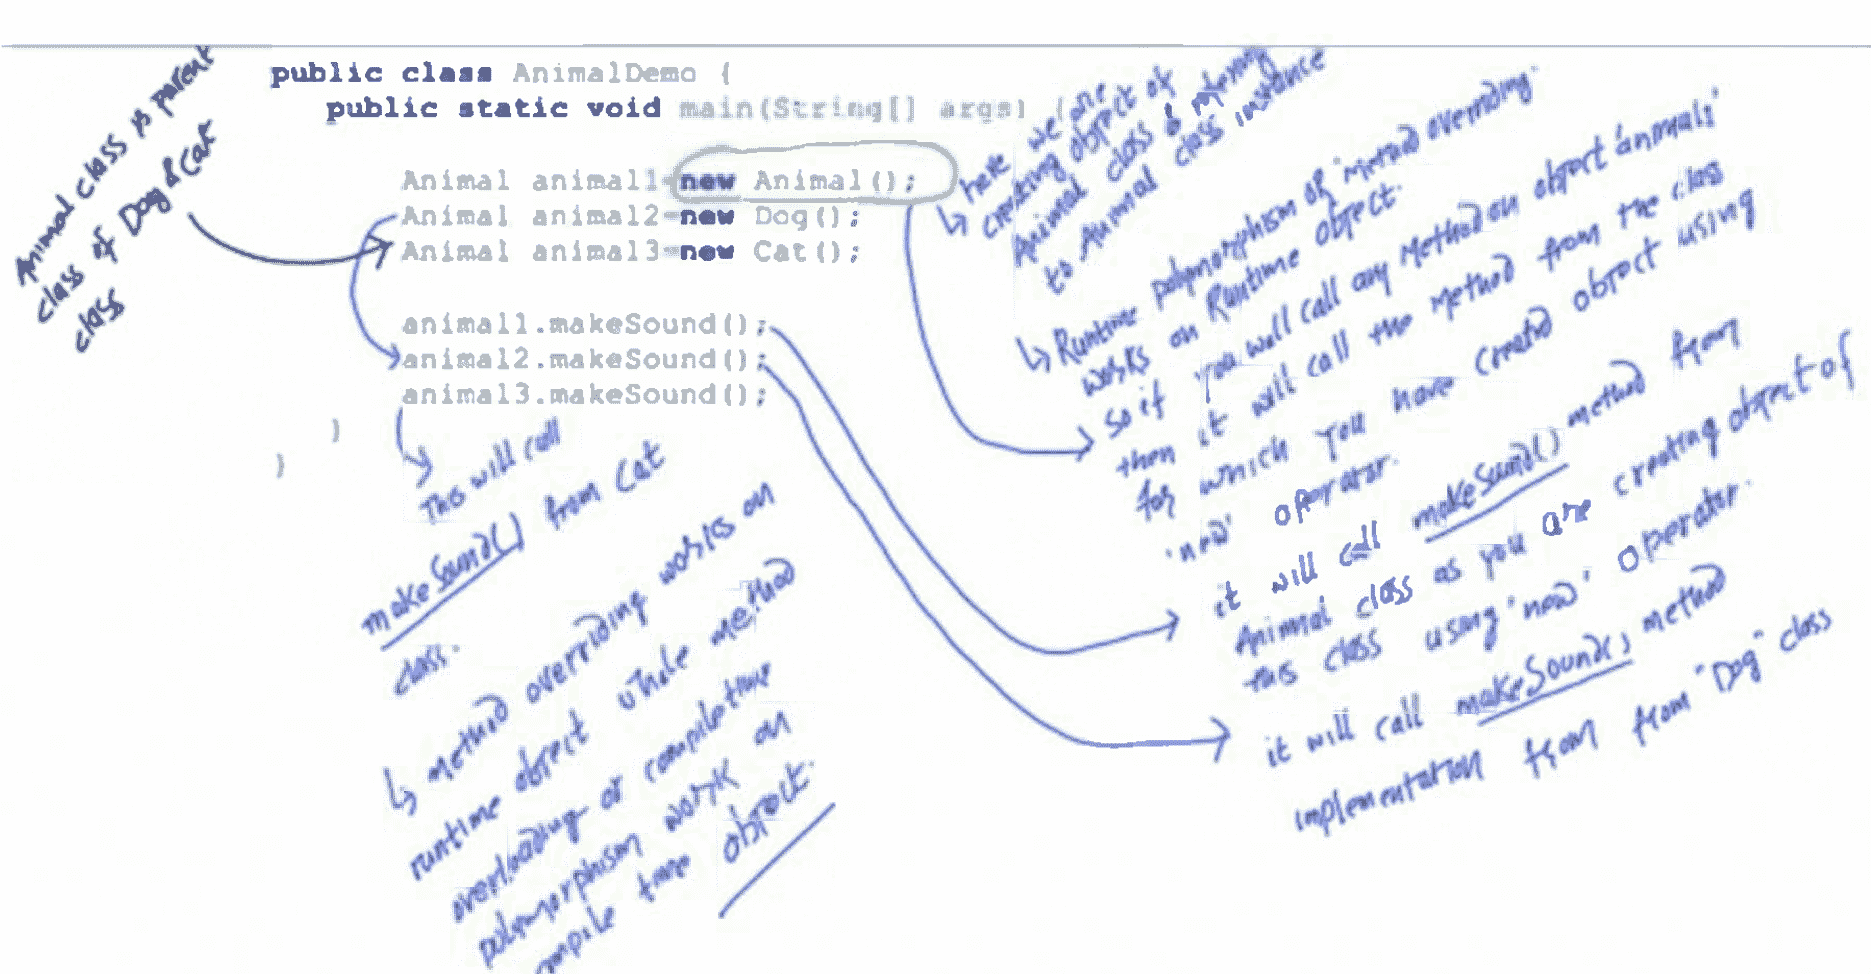 public class AnimalDemo {
public static void main(String[] args) {
Animal animal1=new Animal();
Animal animal2=new Dog();
Animal animal3=new Cat();
animal1.makeSound();
animal2.makeSound();
animal3.makeSound();
}
}
Animal class is parent
class of Dog & Cat
class
↳ here we are
creating object of
Animal class &
to Animal class instance
↳ Runtime polymorphism or "Method overriding"
works on Runtime object.
so if you will call any Method on object 'animal1'
then it will call the method from the class
for which you have created object using
'new' operator.
it will call makeSound() method from
Animal class as you are creating object of
this class using 'new' operator.
it will call makeSound() method
implementation from from "Dog" class
This will call
makeSound() from Cat
class.
↳ method overriding works on
runtime object while method
overloading or compile time
polymorphism work on
compile time object.